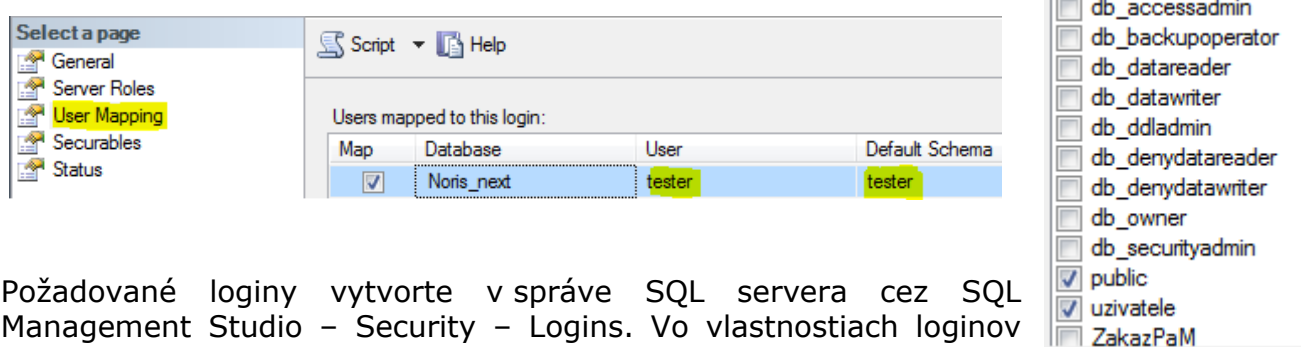 Select a page
General
Server Roles
User Mapping
Securables
Status
Script Help
Users mapped to this login:
Map Database User Default Schema
Noris_next tester tester
db_accessadmin
db_backupoperator
db_datareader
db_datawriter
db_ddladmin
db_denydatareader
db_denydatawriter
db_owner
db_securityadmin
public
uzivatele
ZakazPaM
Požadované loginy vytvorte v správe SQL servera cez SQL
Management Studio – Security – Logins. Vo vlastnostiach loginov